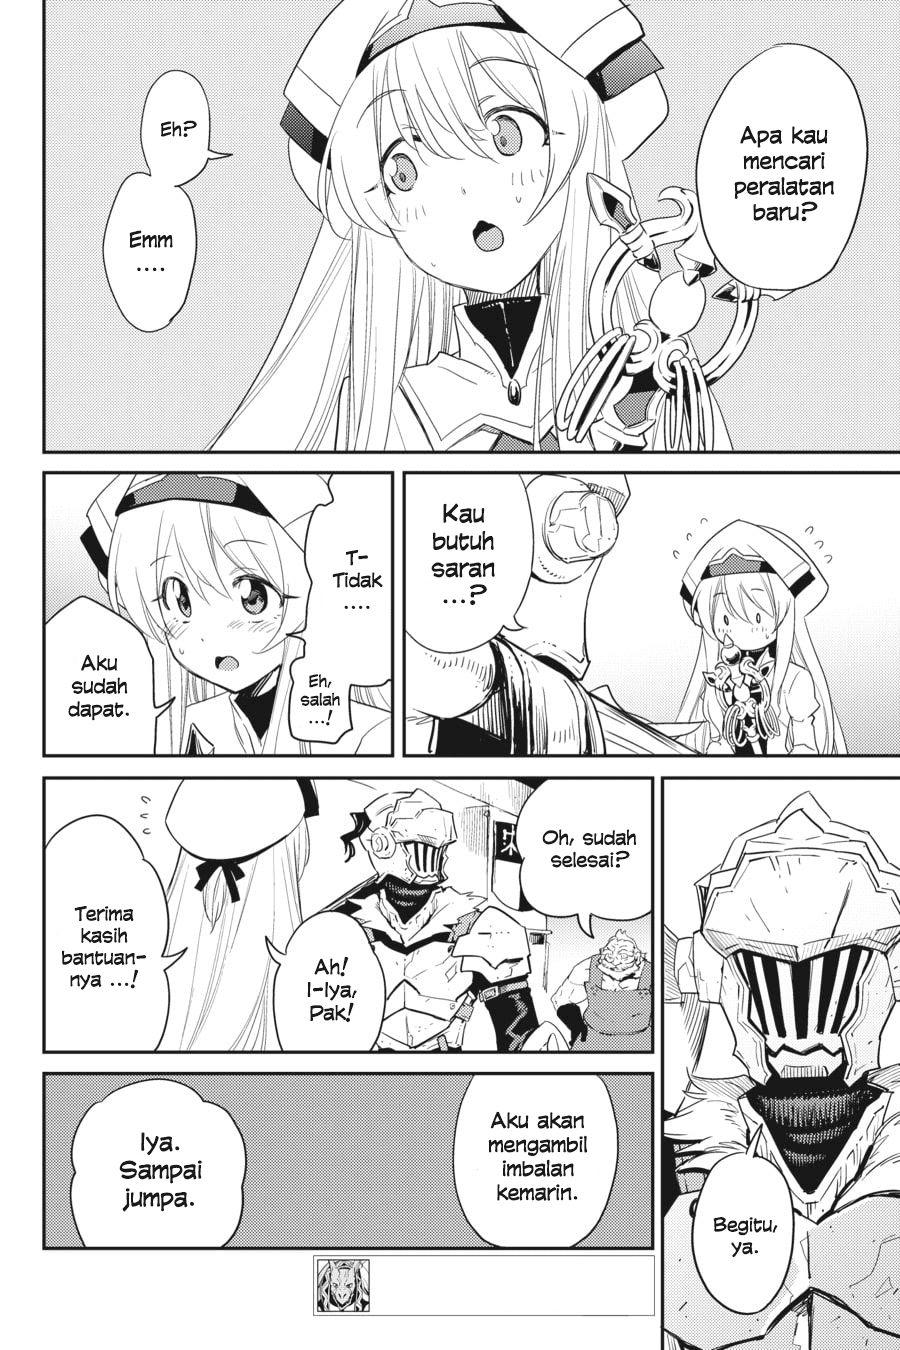 Apa kau
mencari
peralatan
baru?
Eh?
Emm
....
Kau
butuh
saran
...?
T-
Tidak
....
Eh,
salah
...!
Aku
sudah
dapat.
Begitu,
ya.
Oh, sudah
selesai?
Ah!
I-Iya,
Pak!
Terima
kasih
bantuan-
nya ...!
Aku akan
mengambil
imbalan
kemarin.
Iya.
Sampai
jumpa.